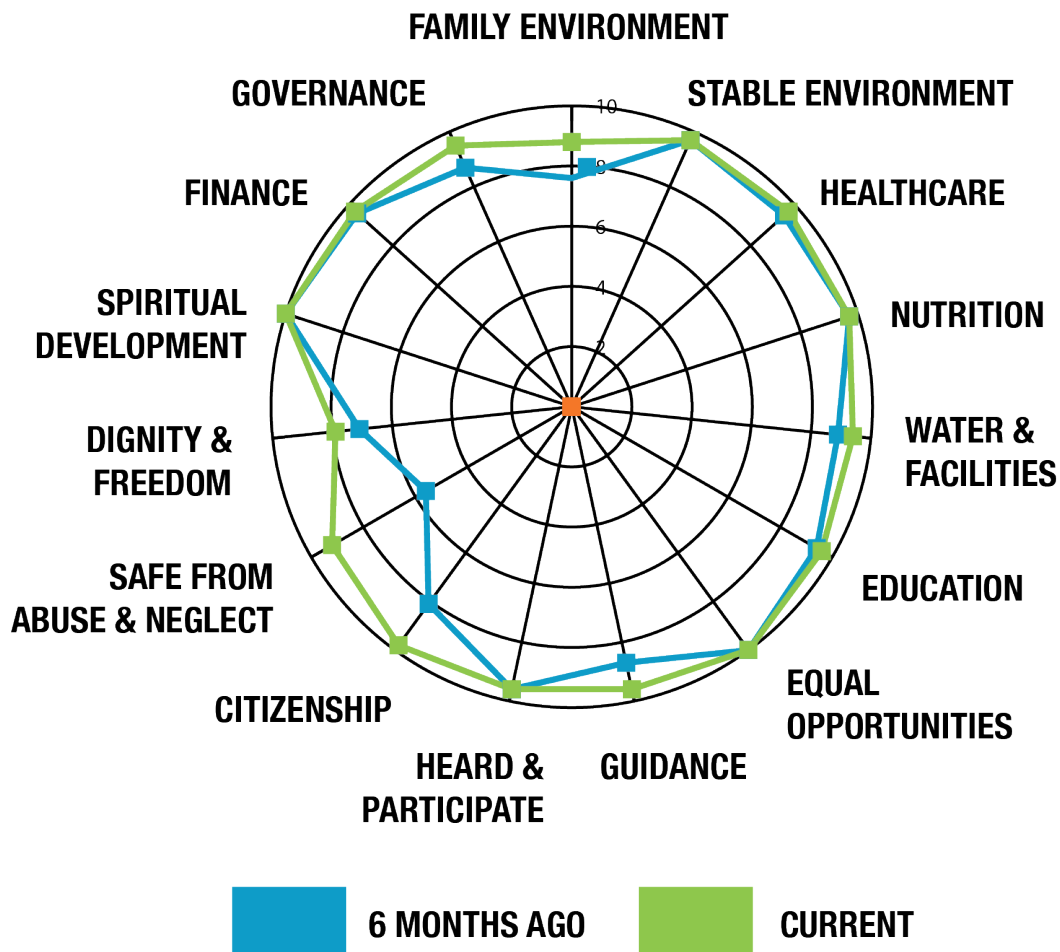 FAMILY ENVIRONMENT
GOVERNANCE
STABLE ENVIRONMENT
10
FINANCE
HEALTHCARE
8
6
SPIRITUAL
DEVELOPMENT
NUTRITION
4
2
DIGNITY &
FREEDOM
WATER &
FACILITIES
SAFE FROM
ABUSE & NEGLECT
EDUCATION
CITIZENSHIP
EQUAL
OPPORTUNITIES
HEARD &
PARTICIPATE
GUIDANCE
6 MONTHS AGO
CURRENT